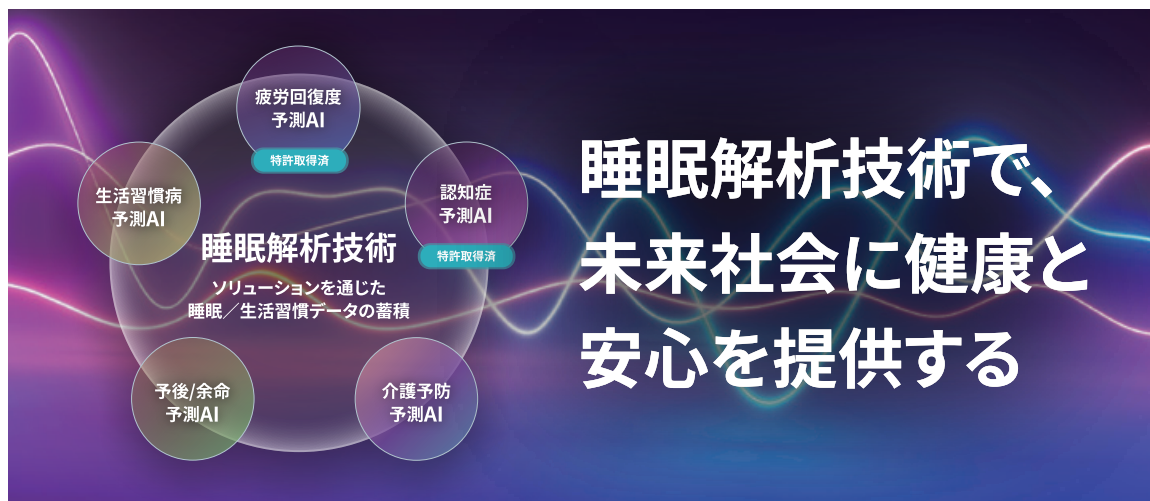 疲労回復度
予測AI
特許取得済
生活習慣病
予測AI
認知症
予測AI
特許取得済
睡眠解析技術
ソリューションを通じた
睡眠／生活習慣データの蓄積
予後/余命
予測AI
介護予防
予測AI
睡眠解析技術で、
未来社会に健康と
安心を提供する